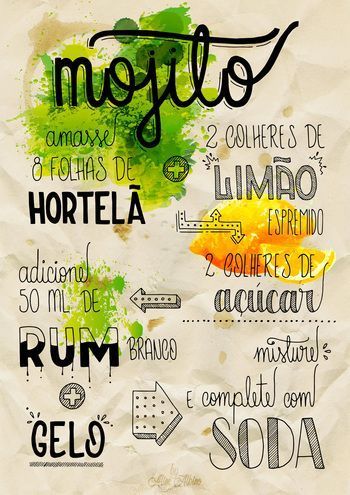 mojito
amasse
8 FOLHAS DE
HORTELÃ
2 COLHERES DE
LIMÃO
ESPREMIDO
2 COLHERES DE
açúcar
adicione
50 ML DE
RUM BRANCO
GELO
misture
E complete com
SODA
by